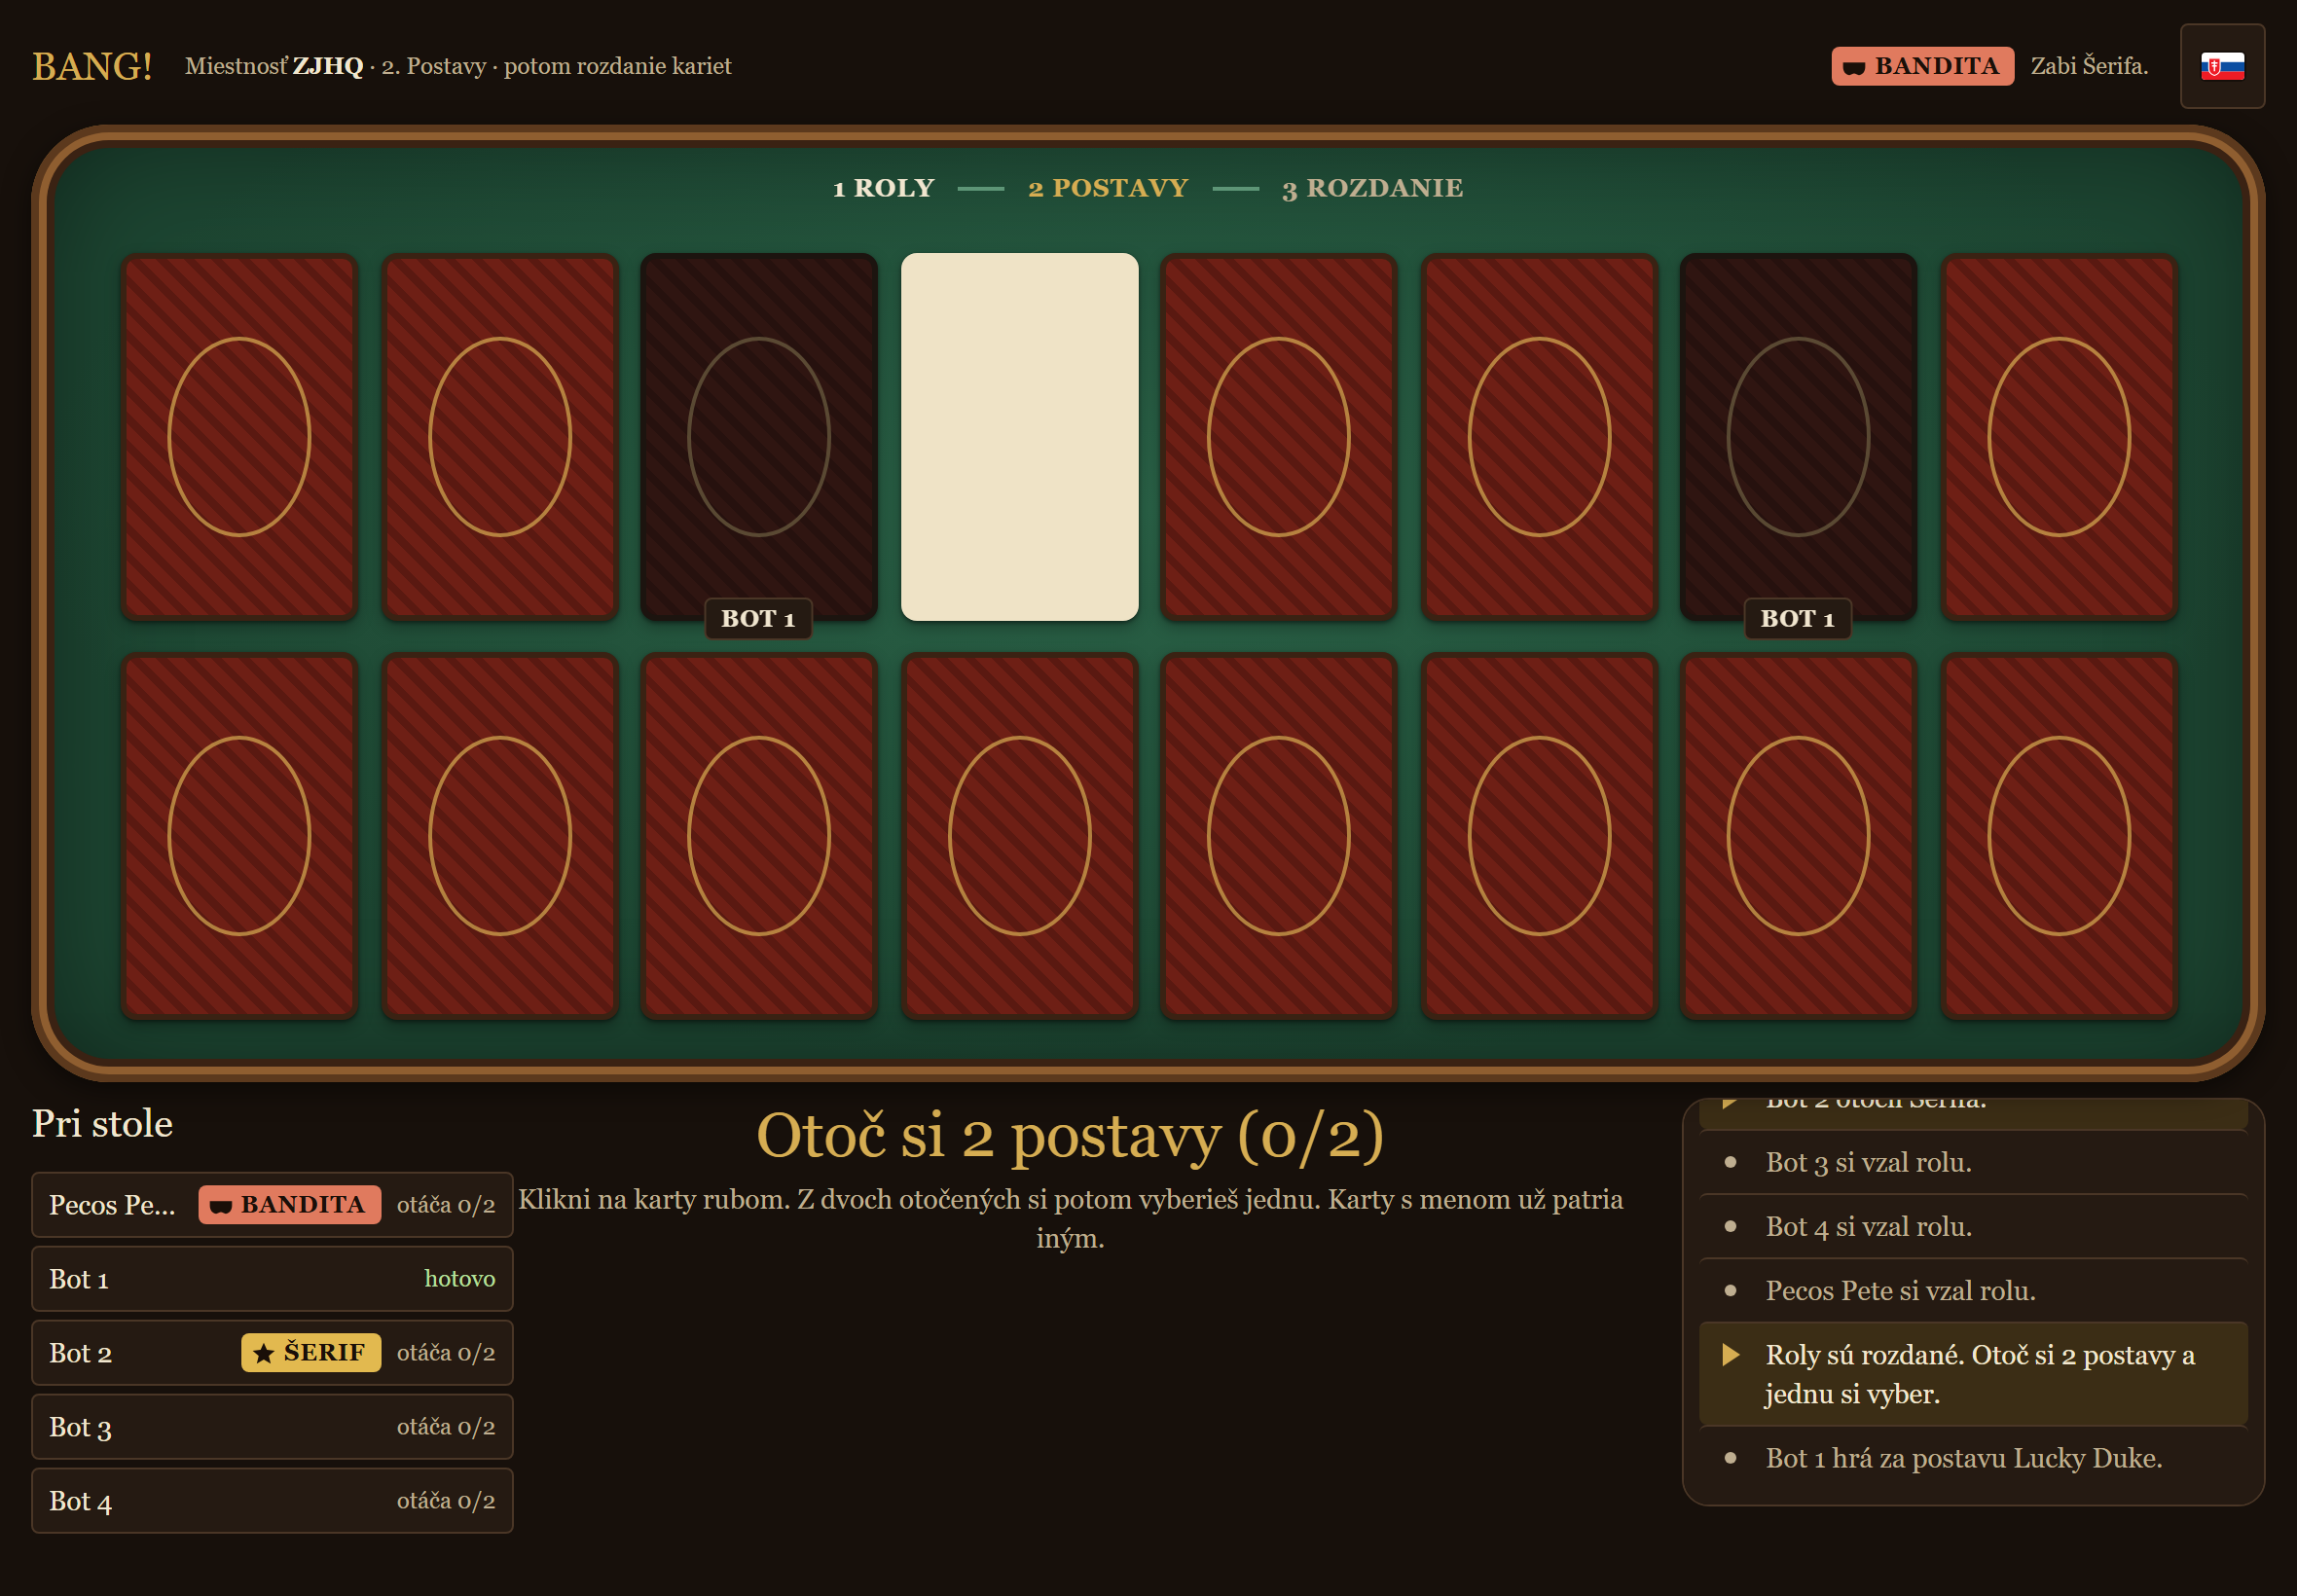 BANG!
Miestnosť ZJHQ · 2. Postavy · potom rozdanie kariet
BANDITA
Zabi Šerifa.
1 ROLY
2 POSTAVY
3 ROZDANIE
BOT 1
BOT 1
Pri stole
Pecos Pe... BANDITA otáča 0/2
Bot 1 hotovo
Bot 2 ŠERIF otáča 0/2
Bot 3 otáča 0/2
Bot 4 otáča 0/2
Otoč si 2 postavy (0/2)
Klikni na karty rubom. Z dvoch otočených si potom vyberieš jednu. Karty s menom už patria
iným.
Bot 3 si vzal rolu.
Bot 4 si vzal rolu.
Pecos Pete si vzal rolu.
Roly sú rozdané. Otoč si 2 postavy a
jednu si vyber.
Bot 1 hrá za postavu Lucky Duke.